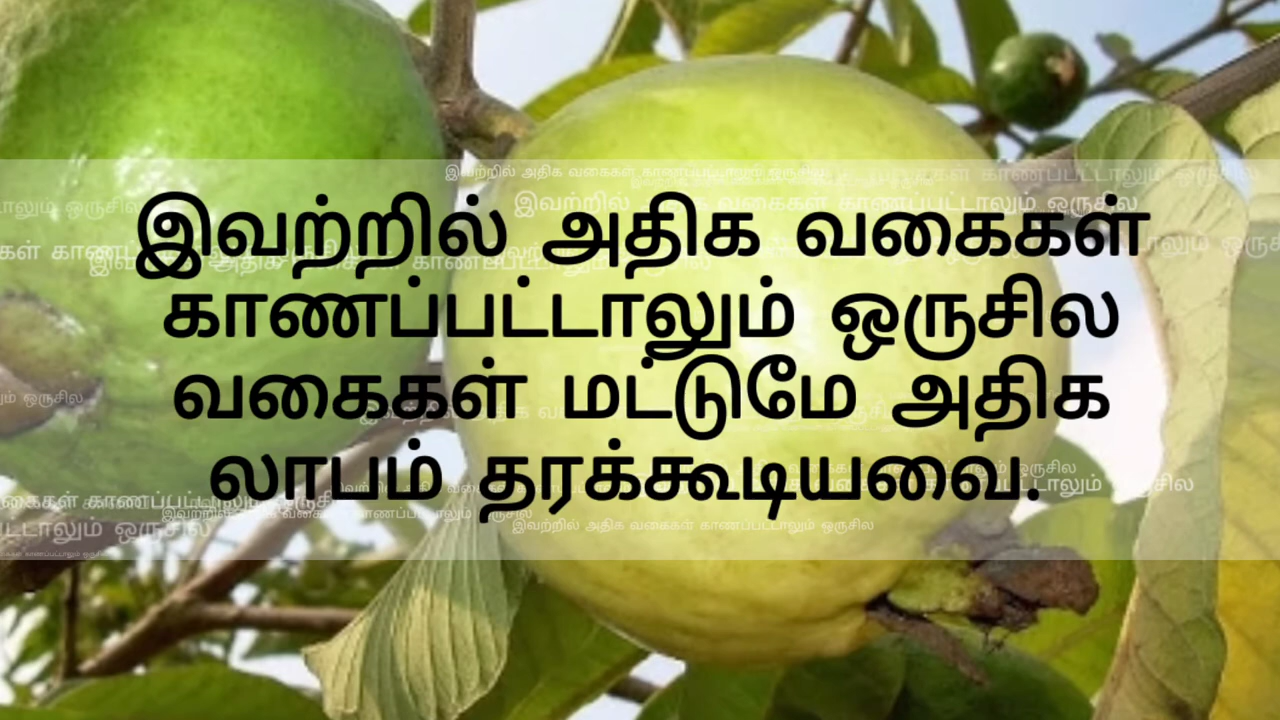 இவற்றில் அதிக வகைகள்
காணப்பட்டாலும் ஒருசில
வகைகள் மட்டுமே அதிக
லாபம் தரக்கூடியவை.